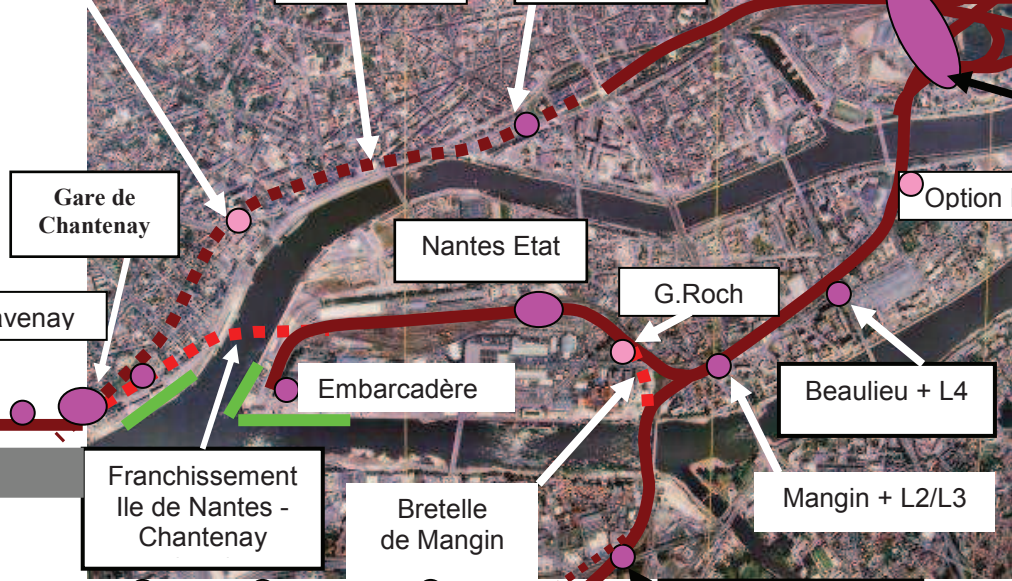 Gare de
Chantenay
Nantes Etat
Option
G.Roch
avenay
Embarcadère
Beaulieu + L4
Franchissement
Ile de Nantes -
Chantenay
Bretelle
de Mangin
Mangin + L2/L3